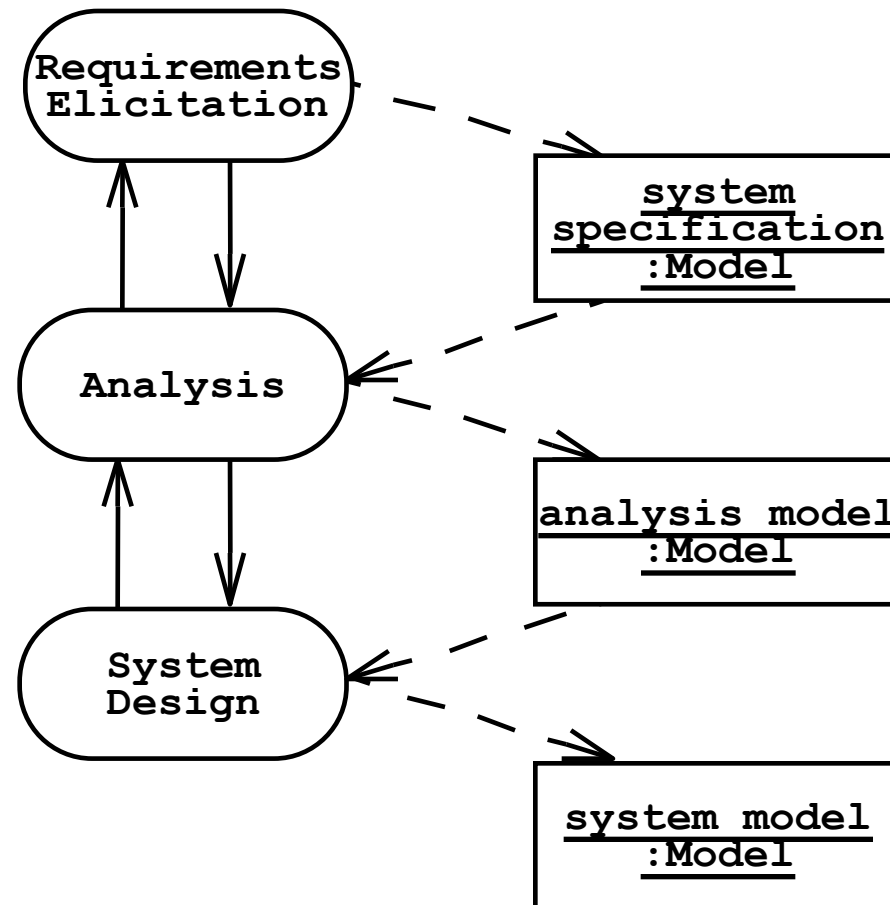 Requirements
Elicitation
system
specification
:Model
Analysis
analysis model
:Model
System
Design
system model
:Model